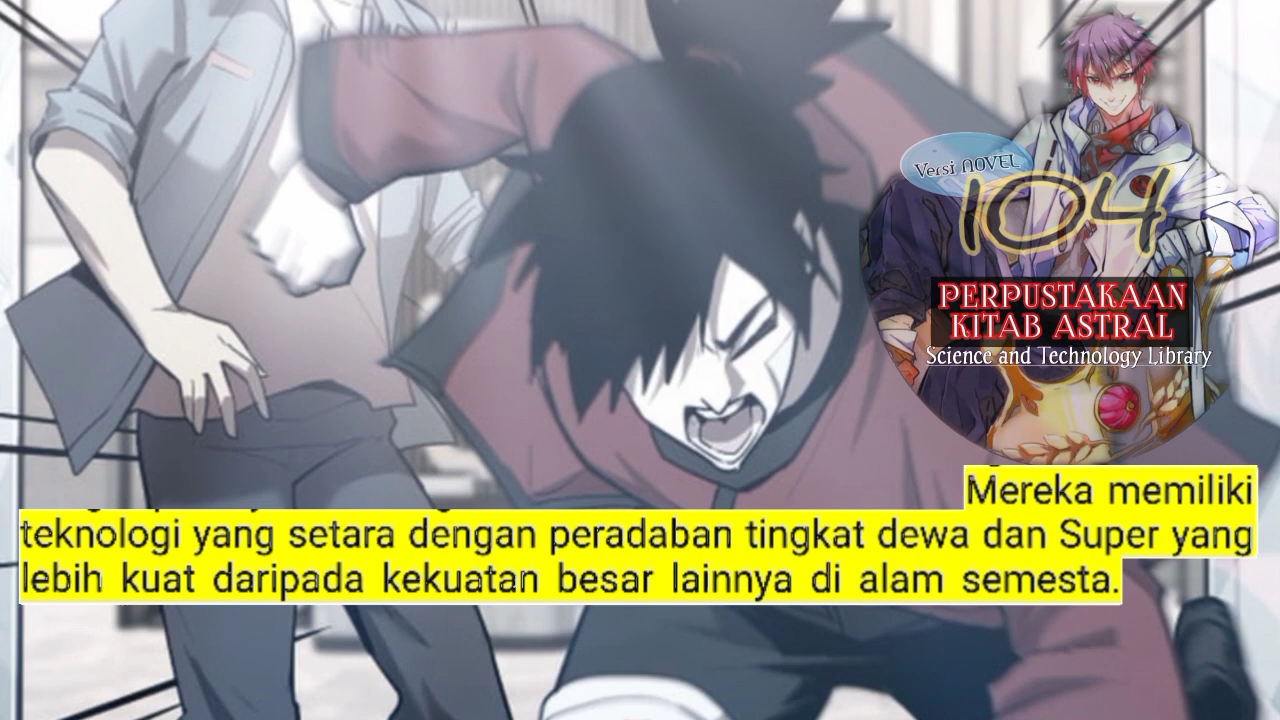 Versi NOVEL
104
PERPUSTAKAAN
KITAB ASTRAL
Science and Technology Library
Mereka memiliki
teknologi yang setara dengan peradaban tingkat dewa dan Super yang
lebih kuat daripada kekuatan besar lainnya di alam semesta.